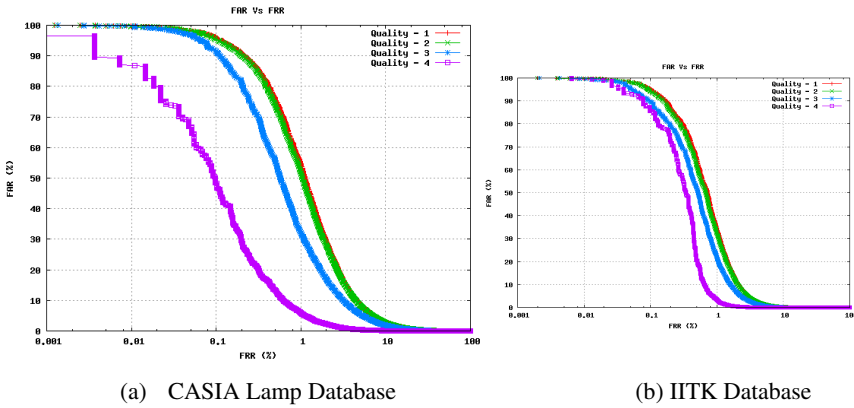 FAR Vs FRR
Quality - 1
Quality - 2
Quality - 3
Quality - 4
FAR (%)
100
90
80
70
60
50
40
30
20
10
0
0.001
0.01
0.1
1
10
100
FRR (%)
(a) CASIA Lamp Database
FAR Vs FRR
Quality - 1
Quality - 2
Quality - 3
Quality - 4
FAR (%)
100
90
80
70
60
50
40
30
20
10
0
0.001
0.01
0.1
1
10
100
FRR (%)
(b) IITK Database